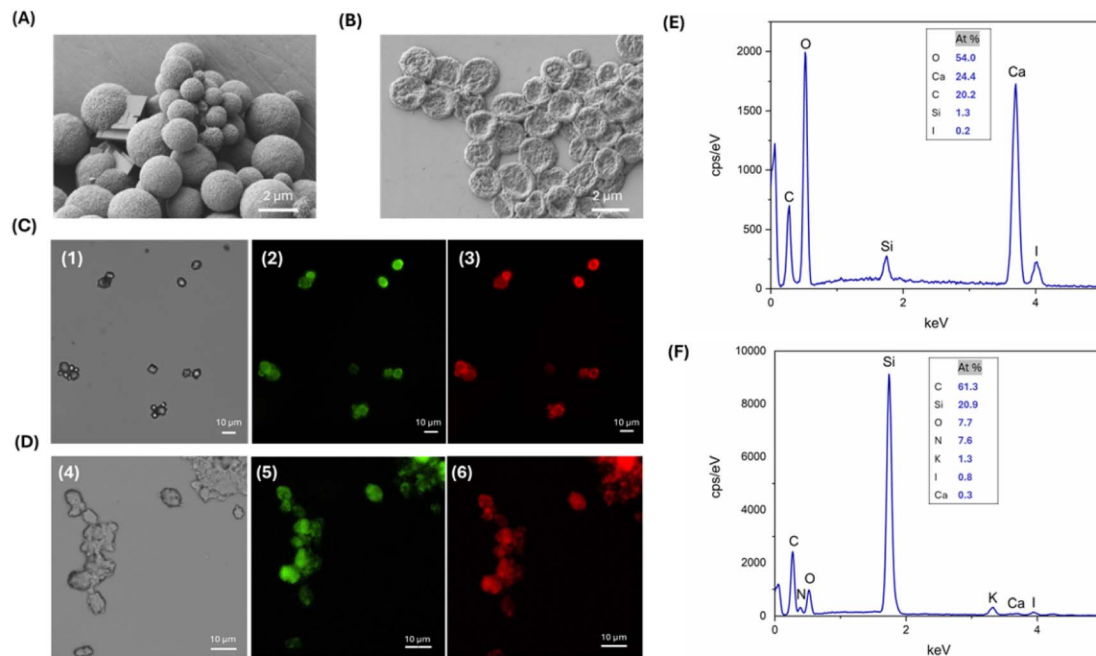 (A)
2 µm
(B)
2 µm
(C)
(1)
10 µm
(2)
10 µm
(3)
10 µm
(D)
(4)
10 µm
(5)
10 µm
(6)
10 µm
(E)
cps/eV
2000
1500
1000
500
0
C
O
Si
Ca
I
At %
O 54.0
Ca 24.4
C 20.2
Si 1.3
I 0.2
0 2 4
keV
(F)
cps/eV
10000
8000
6000
4000
2000
0
C
N
O
Si
K
Ca
I
At %
C 61.3
Si 20.9
O 7.7
N 7.6
K 1.3
I 0.8
Ca 0.3
0 2 4
keV